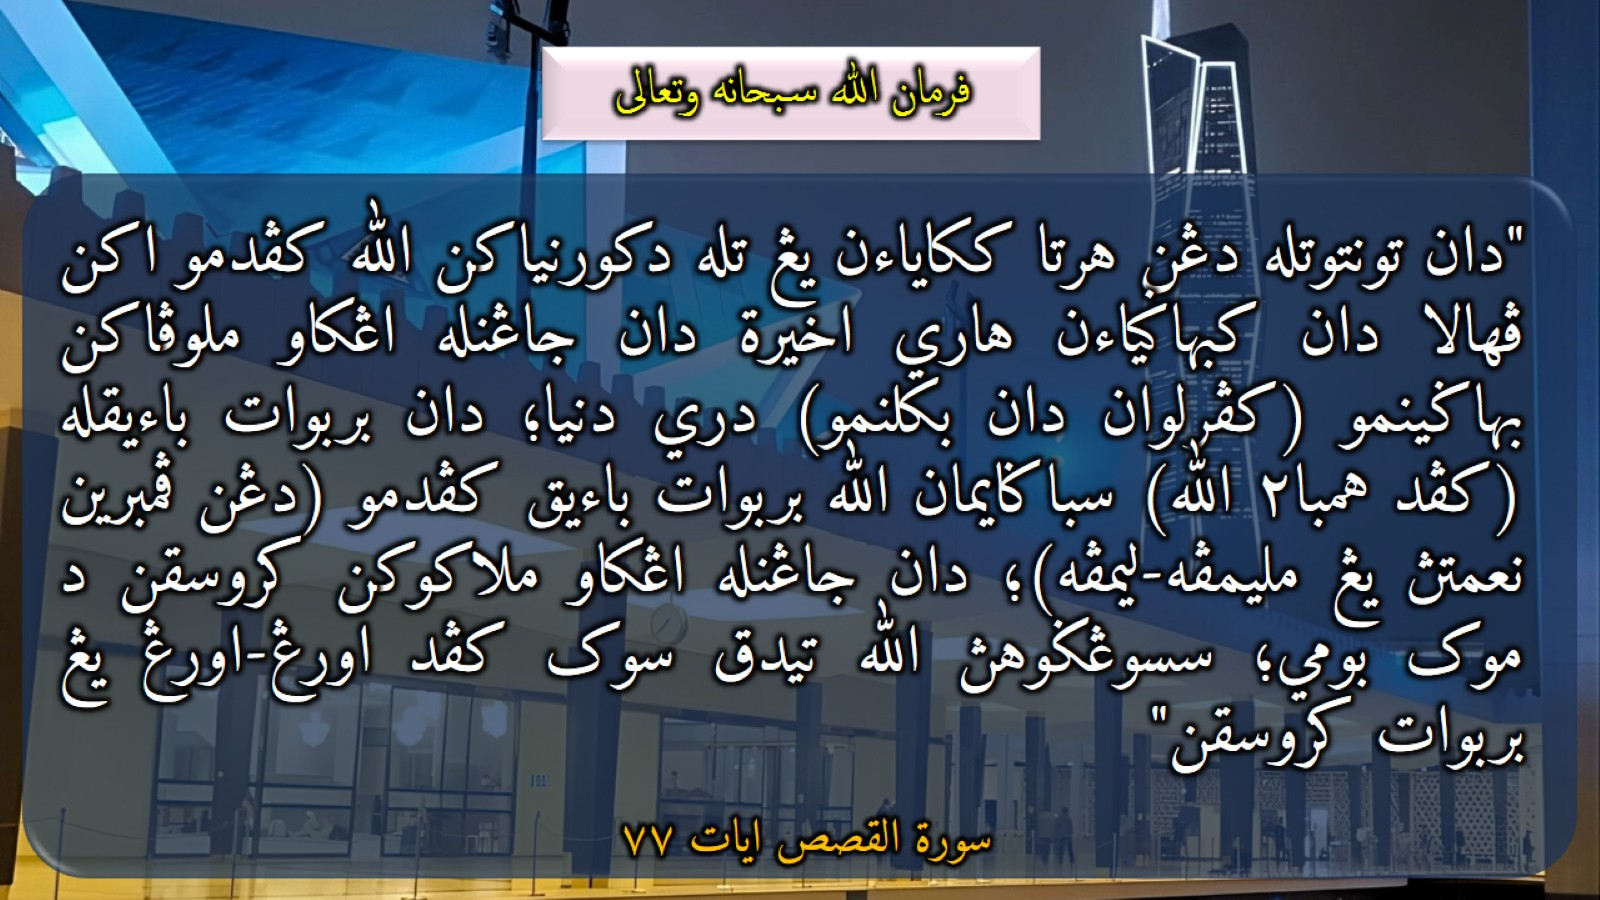 فرمان الله سبحانه وتعالى
"دان تونتوتله دڠن هرتا ککاياءن يڠ تله دکورنياکن الله کڤدمو اکن
ڤهالا دان کبهاݢياءن هاري اخيرة دان جاڠنله اڠکاو ملوڤاکن
بهاݢينمو (کڤرلوان دان بکلنمو) دري دنيا؛ دان بربوات باءيقله
(کڤد همبا٢ الله) سباݢايمان الله بربوات باءيق کڤدمو (دڠن ڤمبرين
نعمتڽ يڠ مليمڤه-ليمڤه)؛ دان جاڠنله اڠکاو ملاکوکن کروسقن د
موک بومي؛ سسوڠݢوهڽ الله تيدق سوک کڤد اورڠ-اورڠ يڠ
بربوات کروسقن"
سورة القصص ايات ٧٧